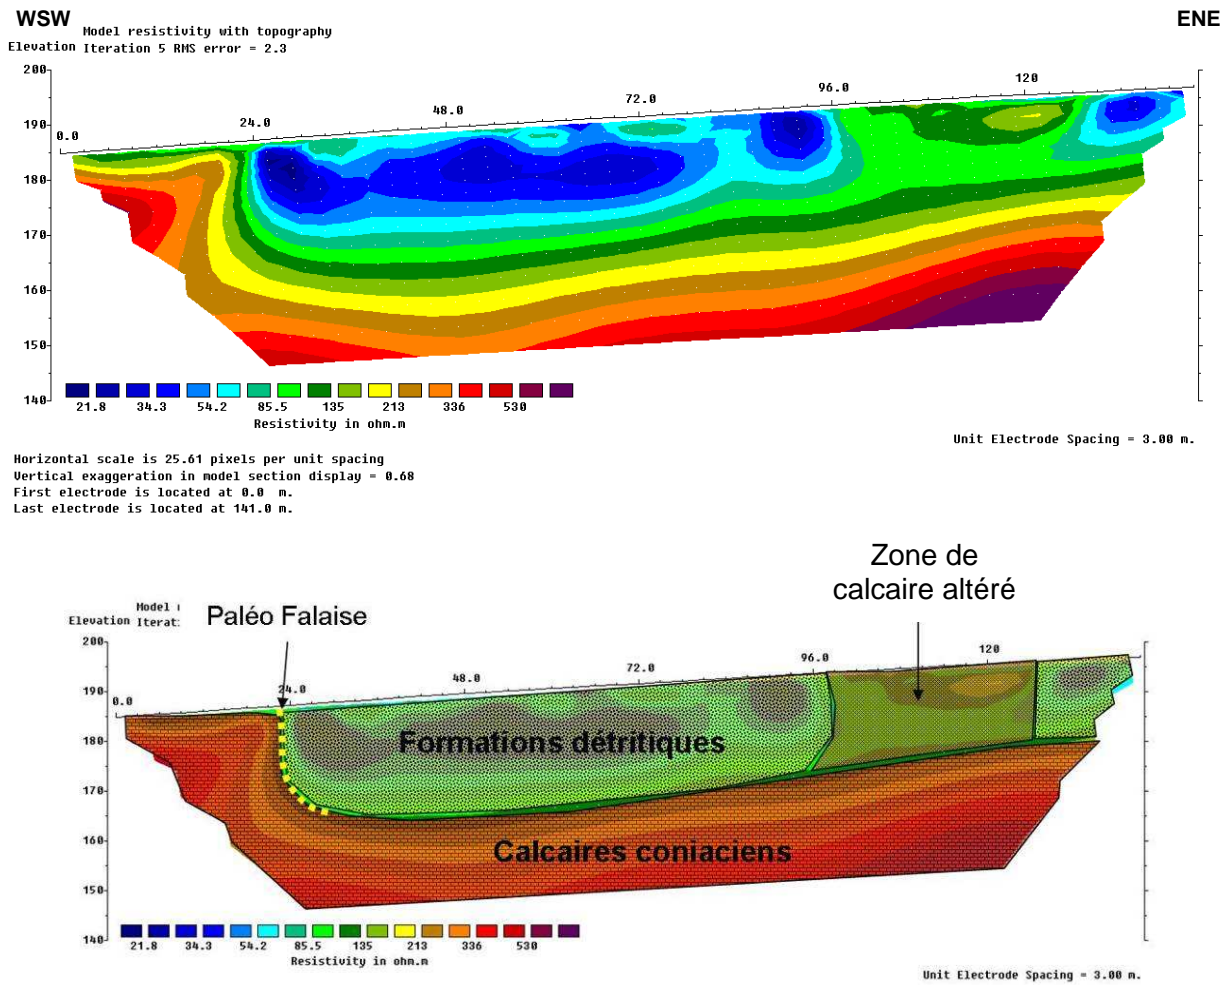 WSW
ENE
Model resistivity with topography
Elevation Iteration 5 RMS error = 2.3
200
190
180
170
160
150
140
0.0
24.0
48.0
72.0
96.0
120
21.8 34.3 54.2 85.5 135 213 336 530
Resistivity in ohm.m
Unit Electrode Spacing = 3.00 m.
Horizontal scale is 25.61 pixels per unit spacing
Vertical exaggeration in model section display = 0.68
First electrode is located at 0.0 m.
Last electrode is located at 141.0 m.
Zone de
calcaire altéré
Model
Elevation Iterat:
Paléo Falaise
200
190
180
170
160
150
140
0.0
24.0
48.0
72.0
96.0
120
Formations détritiques
Calcaires coniaciens
21.8 34.3 54.2 85.5 135 213 336 530
Resistivity in ohm.m
Unit Electrode Spacing = 3.00 m.